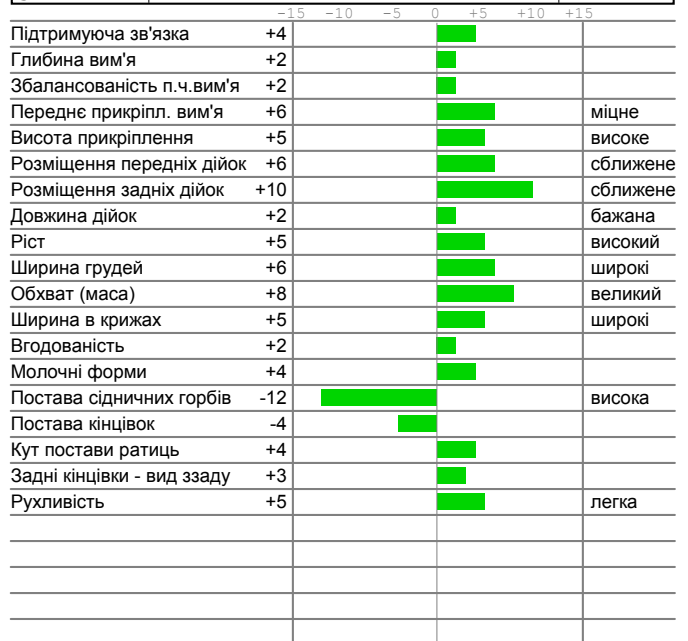 -15 -10 -5 0 +5 +10 +15
Підтримуюча зв'язка +4
Глибина вим'я +2
Збалансованість п.ч.вим'я +2
Переднє прикріпл. вим'я +6 міцне
Висота прикріплення +5 високе
Розміщення передніх дійок +6 сближене
Розміщення задніх дійок +10 сближене
Довжина дійок +2 бажана
Ріст +5 високий
Ширина грудей +6 широкі
Обхват (маса) +8 великий
Ширина в крижах +5 широкі
Вгодованість +2
Молочні форми +4
Постава сідничних горбів -12 висока
Постава кінцівок -4
Кут постави ратиць +4
Задні кінцівки - вид ззаду +3
Рухливість +5 легка